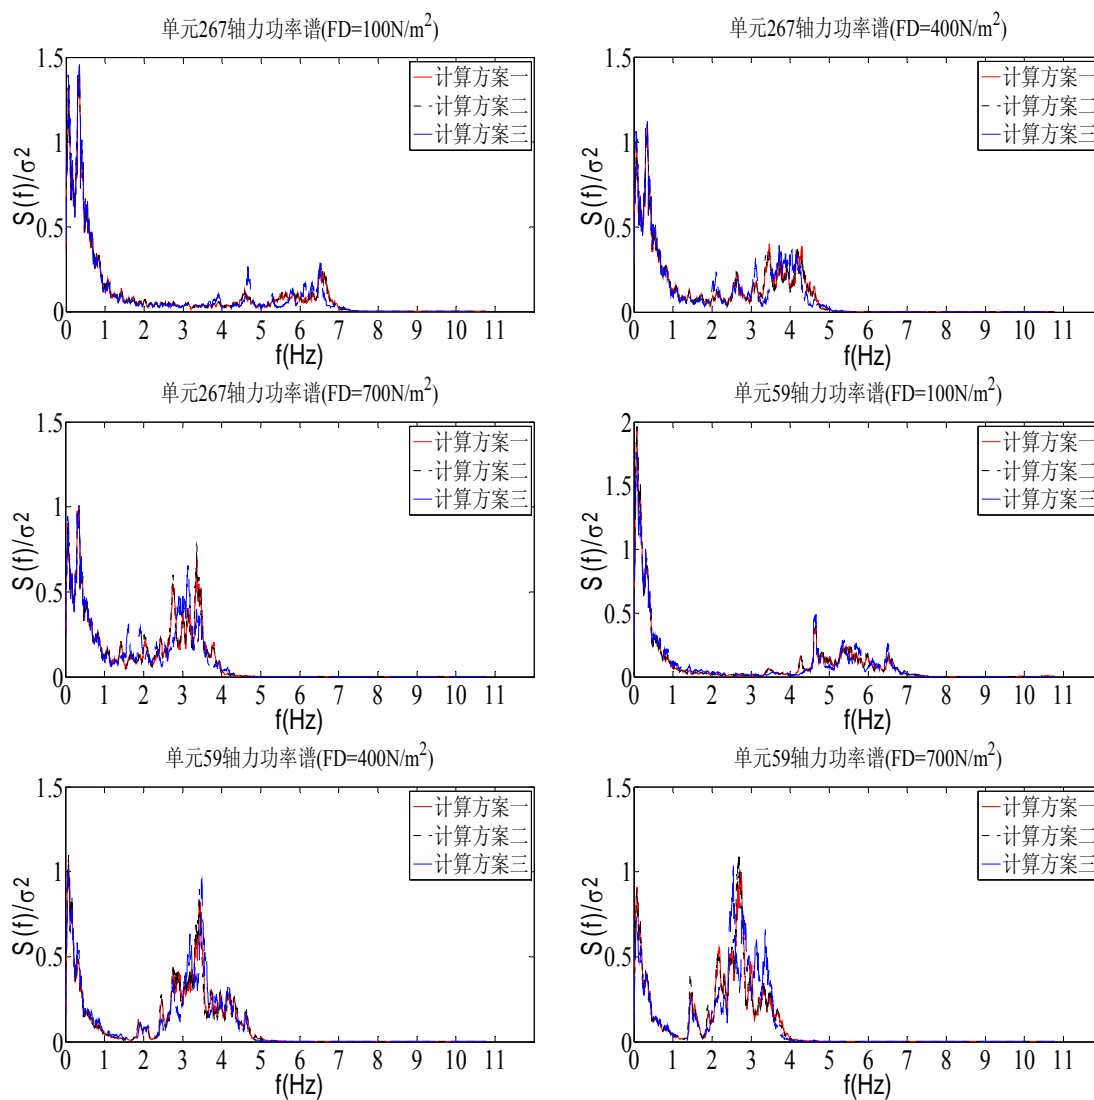 单元267轴力功率谱(FD=100N/m²)
1.5
1
0.5
0
S(f)/σ²
计算方案一
计算方案二
计算方案三
0 1 2 3 4 5 6 7 8 9 10 11
f(Hz)
单元267轴力功率谱(FD=400N/m²)
1.5
1
0.5
0
S(f)/σ²
计算方案一
计算方案二
计算方案三
0 1 2 3 4 5 6 7 8 9 10 11
f(Hz)
单元267轴力功率谱(FD=700N/m²)
1.5
1
0.5
0
S(f)/σ²
计算方案一
计算方案二
计算方案三
0 1 2 3 4 5 6 7 8 9 10 11
f(Hz)
单元59轴力功率谱(FD=100N/m²)
2
1.5
1
0.5
0
S(f)/σ²
计算方案一
计算方案二
计算方案三
0 1 2 3 4 5 6 7 8 9 10 11
f(Hz)
单元59轴力功率谱(FD=400N/m²)
1.5
1
0.5
0
S(f)/σ²
计算方案一
计算方案二
计算方案三
0 1 2 3 4 5 6 7 8 9 10 11
f(Hz)
单元59轴力功率谱(FD=700N/m²)
1.5
1
0.5
0
S(f)/σ²
计算方案一
计算方案二
计算方案三
0 1 2 3 4 5 6 7 8 9 10 11
f(Hz)